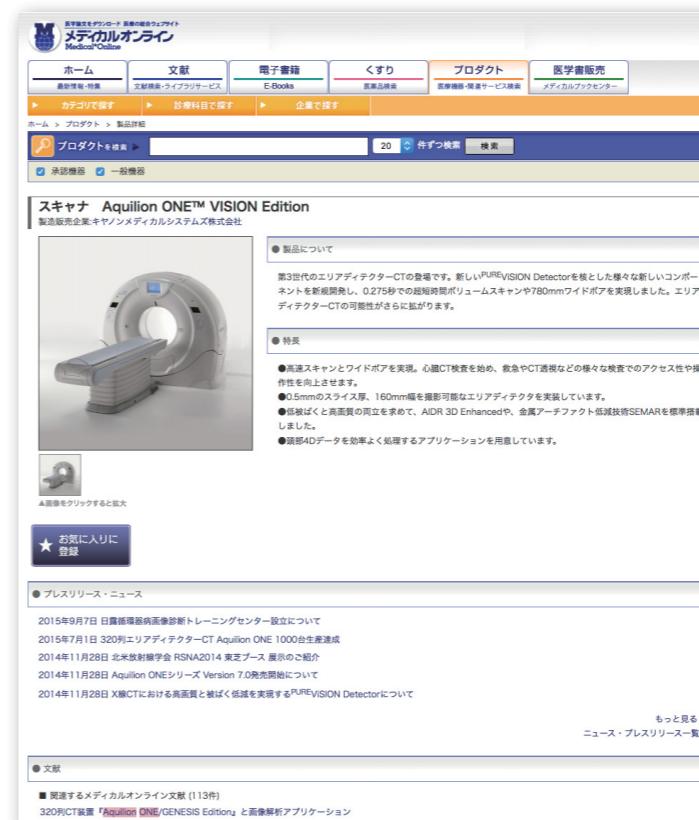 医学論文をダウンロード 医療の総合ウェブサイト
メディカルオンライン
Medical*Online
ホーム 文献 電子書籍 くすり プロダクト 医学書販売
最新情報・特集 文献検索・ライブラリサービス E-Books 医薬品検索 医療機器・関連サービス検索 メディカルブックセンター
カテゴリで探す 診療科目で探す 企業で探す
ホーム > プロダクト > 製品詳細
プロダクトを検索 20 件ずつ検索 検索
承認機器 一般機器
スキャナ Aquilion ONE™ VISION Edition
製造販売企業:キヤノンメディカルシステムズ株式会社
● 製品について
第3世代のエリアディテクターCTの登場です。新しいPUREViSION Detectorを核とした様々な新しいコンポー
ネントを新規開発し、0.275秒での超短時間ボリュームスキャンや780mmワイドボアを実現しました。エリア
ディテクターCTの可能性がさらに拡がります。
● 特長
●高速スキャンとワイドボアを実現。心臓CT検査を始め、救急やCT透視などの様々な検査でのアクセス性や操
作性を向上させます。
●0.5mmのスライス厚、160mm幅を撮影可能なエリアディテクタを実装しています。
●低被ばくと高画質の両立を求めて、AIDR 3D Enhancedや、金属アーチファクト低減技術SEMARを標準搭載
しました。
●頭部4Dデータを効率よく処理するアプリケーションを用意しています。
▲画像をクリックすると拡大
★ お気に入りに
登録
● プレスリリース・ニュース
2015年9月7日 日露循環器病画像診断トレーニングセンター設立について
2015年7月1日 320列エリアディテクターCT Aquilion ONE 1000台生産達成
2014年11月28日 北米放射線学会 RSNA2014 東芝ブース 展示のご紹介
2014年11月28日 Aquilion ONEシリーズ Version 7.0発売開始について
2014年11月28日 X線CTにおける高画質と被ばく低減を実現するPUREViSION Detectorについて
もっと見る
ニュース・プレスリリース一覧
● 文献
■ 関連するメディカルオンライン文献 (113件)
320列CT装置『Aquilion ONE/GENESIS Edition』と画像解析アプリケーション